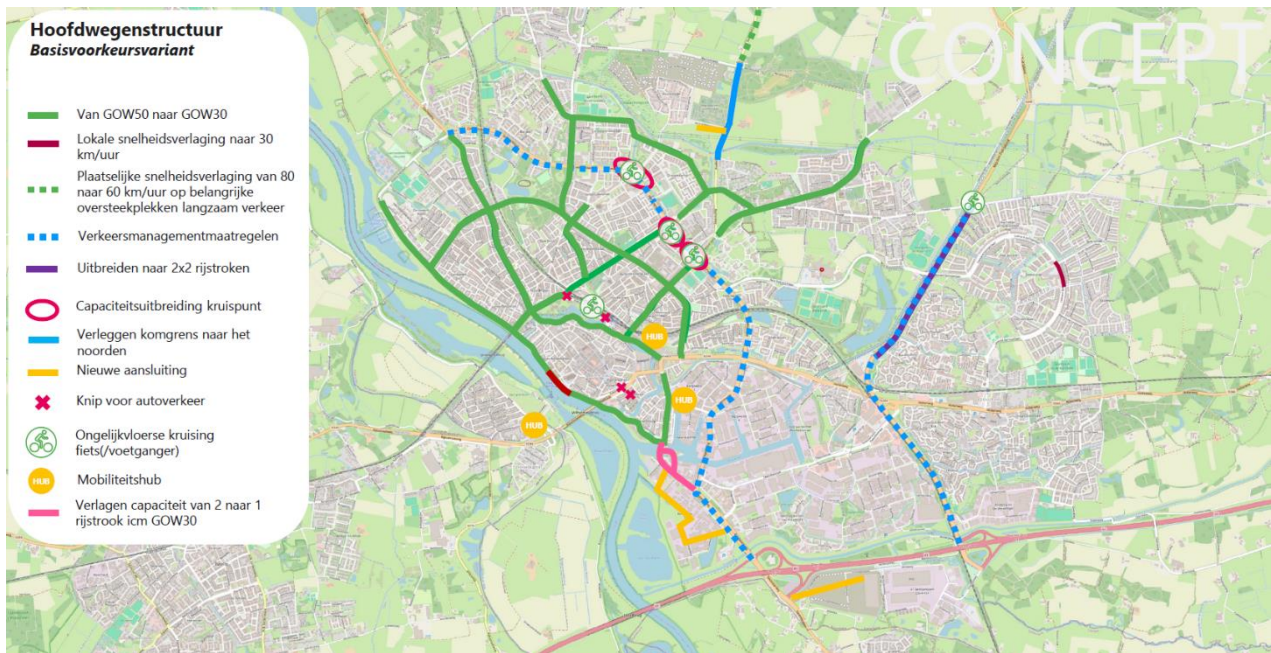 Hoofdwegenstructuur
Basisvoorkeursvariant
Van GOW50 naar GOW30
Lokale snelheidsverlaging naar 30
km/uur
Plaatselijke snelheidsverlaging van 80
naar 60 km/uur op belangrijke
oversteekplekken langzaam verkeer
Verkeersmanagementmaatregelen
Uitbreiden naar 2x2 rijstroken
Capaciteitsuitbreiding kruispunt
Verleggen komgrens naar het
noorden
Nieuwe aansluiting
Knip voor autoverkeer
Ongelijkvloerse kruising
fiets(/voetganger)
HUB
Mobiliteitshub
Verlagen capaciteit van 2 naar 1
rijstrook icm GOW30
CONCEPT
HUB
HUB
HUB